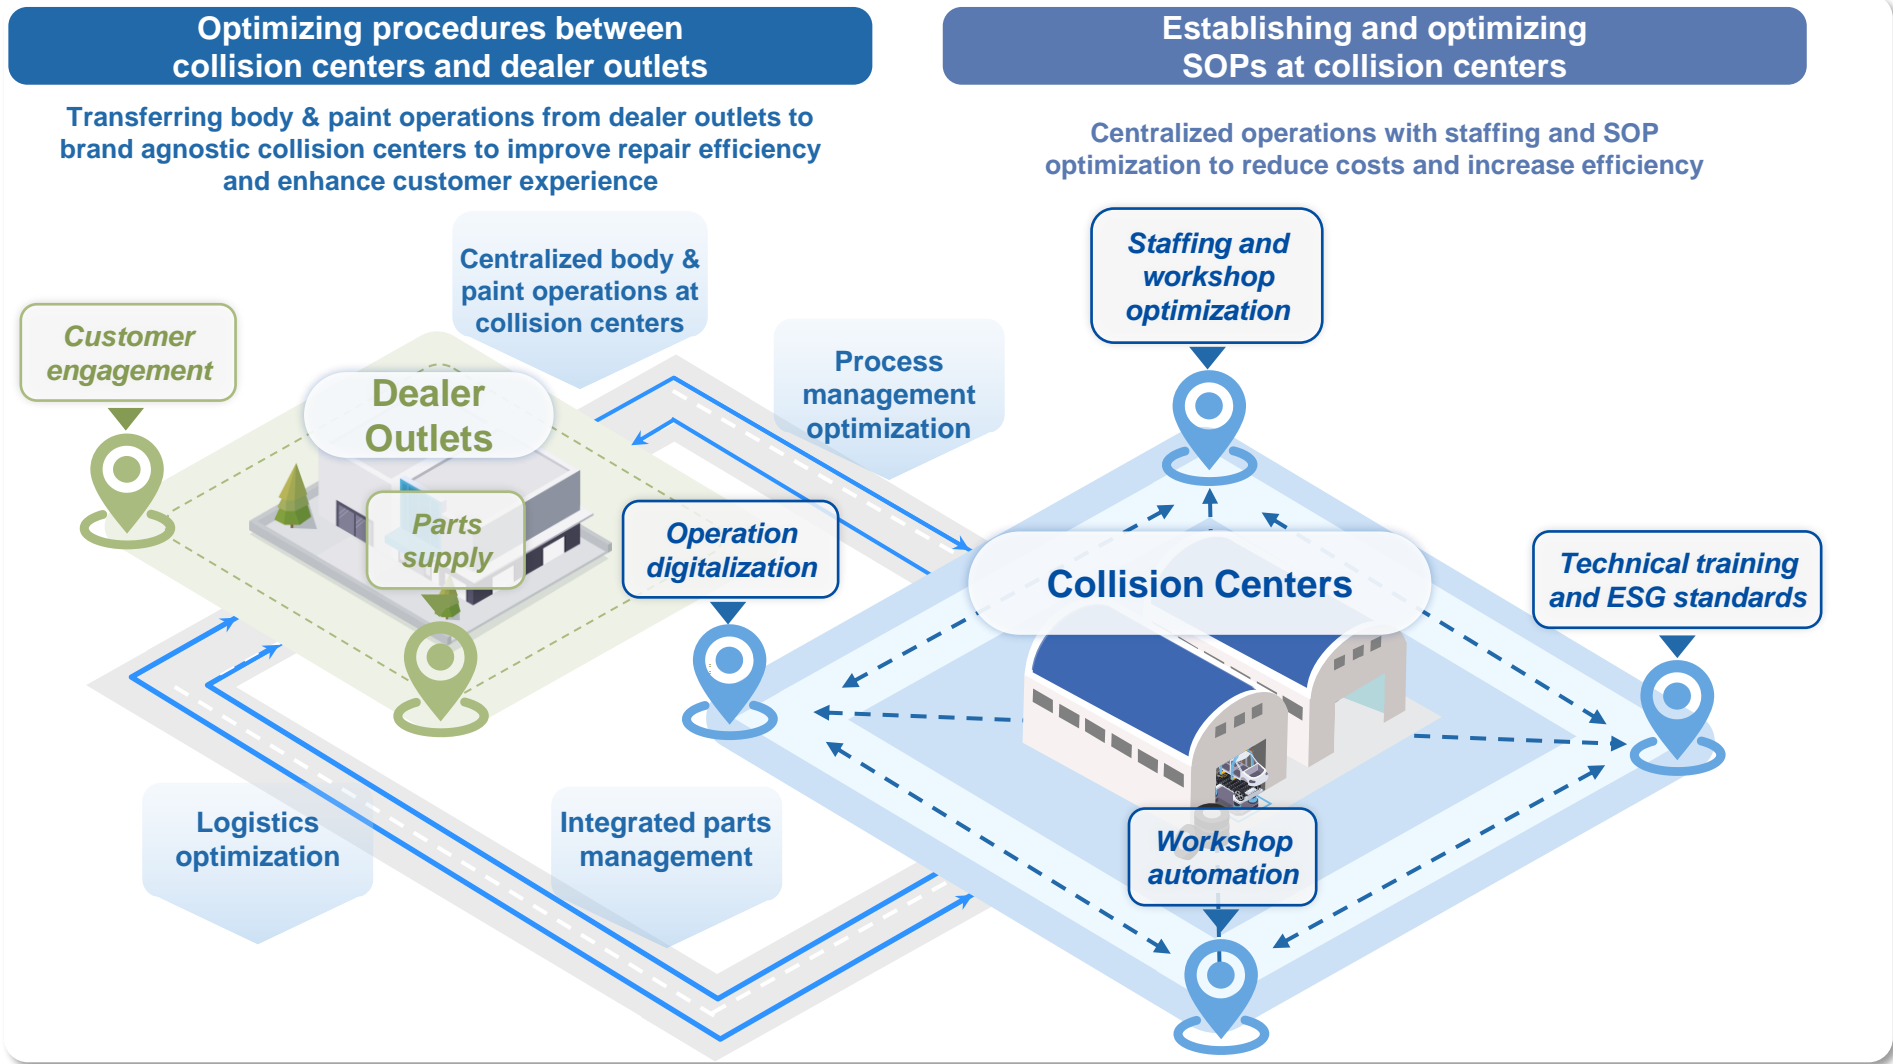 Optimizing procedures between
collision centers and dealer outlets
Transferring body & paint operations from dealer outlets to
brand agnostic collision centers to improve repair efficiency
and enhance customer experience
Establishing and optimizing
SOPs at collision centers
Centralized operations with staffing and SOP
optimization to reduce costs and increase efficiency
Centralized body &
paint operations at
collision centers
Process
management
optimization
Customer
engagement
Dealer
Outlets
Parts
supply
Operation
digitalization
Logistics
optimization
Integrated parts
management
Staffing and
workshop
optimization
Collision Centers
Technical training
and ESG standards
Workshop
automation